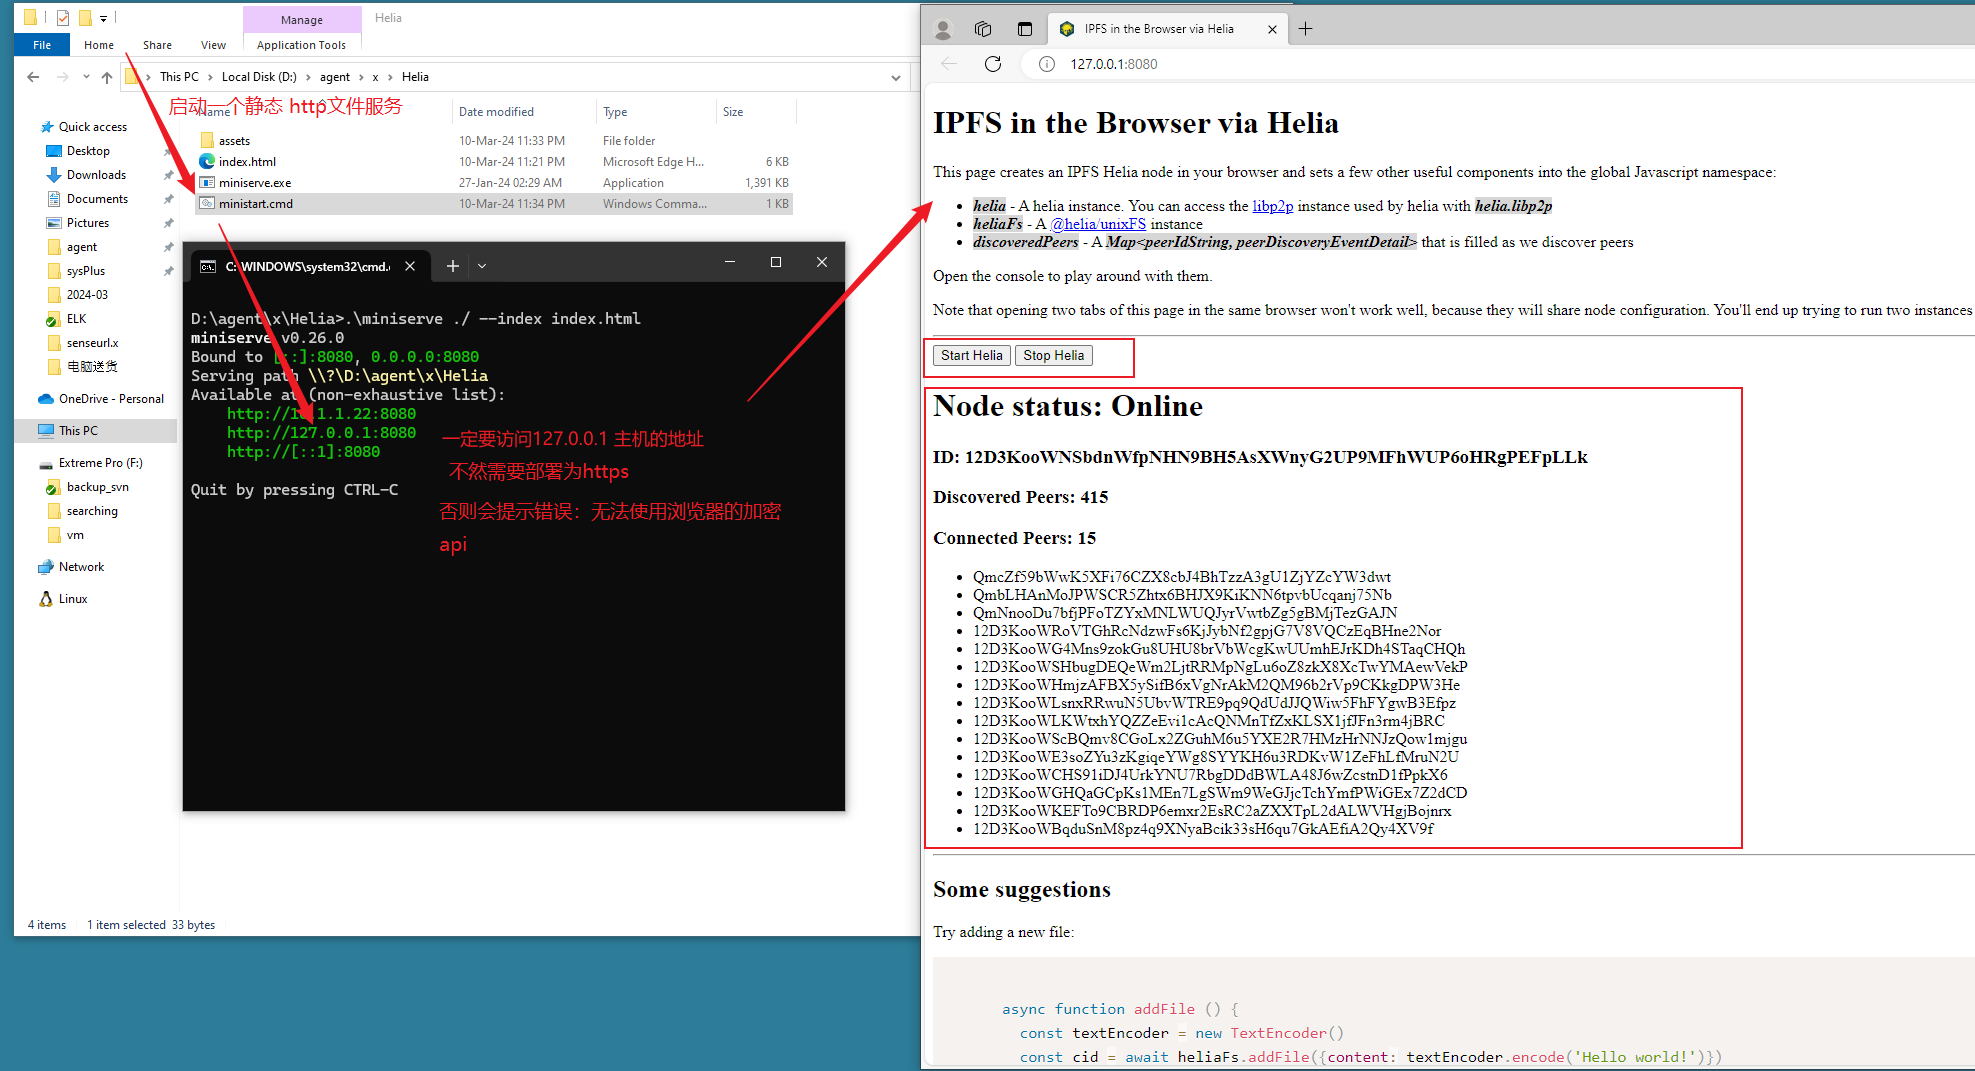 Manage
Helia
File
Home
Share
View
Application Tools
This PC
Local Disk (D:)
agent
x
Helia
启动一个静态 http文件服务
Name
Date modified
Type
Size
Quick access
Desktop
Downloads
Documents
Pictures
agent
sysPlus
2024-03
ELK
senseurl.x
电脑送货
OneDrive - Personal
This PC
Extreme Pro (F:)
backup_svn
searching
vm
Network
Linux
assets 10-Mar-24 11:33 PM File folder
index.html 10-Mar-24 11:21 PM Microsoft Edge H... 6 KB
miniserve.exe 27-Jan-24 02:29 AM Application 1,391 KB
ministart.cmd 10-Mar-24 11:34 PM Windows Comma... 1 KB
C:\WINDOWS\system32\cmd.
D:\agent\x\Helia>.\miniserve ./ --index index.html
miniserve v0.26.0
Bound to [::]:8080, 0.0.0.0:8080
Serving path \\?\D:\agent\x\Helia
Available at (non-exhaustive list):
http://10.1.1.22:8080
http://127.0.0.1:8080
http://[::1]:8080
Quit by pressing CTRL-C
一定要访问127.0.0.1 主机的地址
不然需要部署为https
否则会提示错误：无法使用浏览器的加密
api
4 items 1 item selected 33 bytes
IPFS in the Browser via Helia
127.0.0.1:8080
IPFS in the Browser via Helia
This page creates an IPFS Helia node in your browser and sets a few other useful components into the global Javascript namespace:
helia - A helia instance. You can access the libp2p instance used by helia with helia.libp2p
heliaFs - A @helia/unixFS instance
discoveredPeers - A Map<peerIdString, peerDiscoveryEventDetail> that is filled as we discover peers
Open the console to play around with them.
Note that opening two tabs of this page in the same browser won't work well, because they will share node configuration. You'll end up trying to run two instances
Start Helia Stop Helia
Node status: Online
ID: 12D3KooWNSbdnWfpNHN9BH5AsXWnyG2UP9MFhWUP6oHRgPEFpLLk
Discovered Peers: 415
Connected Peers: 15
QmcZf59bWwK5XFi76CZX8cbJ4BhTzzA3gU1ZjYZcYW3dwt
QmbLHAnMoJPWSCR5Zhtx6BHJX9KiKNN6tpvbUcqanj75Nb
QmNnooDu7bfjPFoTZYxMNLWUQJyrVwtbZg5gBMjTezGAJN
12D3KooWRoVTGhRcNdzwFs6KjJybNf2gpjG7V8VQCzEqBHne2Nor
12D3KooWG4Mns9zokGu8UHU8brVbWcgKwUUmhEJrKDh4STaqCHQh
12D3KooWSHbugDEQeWm2LjtRRMpNgLu6oZ8zkX8XcTwYMAewVekP
12D3KooWHmjzAFBX5ySifB6xVgNrAkM2QM96b2rVp9CKkgDPW3He
12D3KooWLsnxRRwuN5UbvWTRE9pq9QdUdJJQWiw5FhFYgwB3Efpz
12D3KooWLKWtxhYQZZeEvi1cAcQNMnTfZxKLSX1jfJFn3rm4jBRC
12D3KooWScBQmv8CGoLx2ZGuhM6u5YXE2R7HMzHrNNJzQow1mjgu
12D3KooWE3soZYu3zKgiqeYWg8SYYKH6u3RDKvW1ZeFhLfMruN2U
12D3KooWCHS91iDJ4UrkYNU7RbgDDdBWLA48J6wZcstnD1fPpkX6
12D3KooWGHQaGCpKs1MEn7LgSWm9WeGJjcTchYmfPWiGEx7Z2dCD
12D3KooWKEFTo9CBRDP6emxr2EsRC2aZXXTpL2dALWVHgjBojnrx
12D3KooWBqduSnM8pz4q9XNyaBcik33sH6qu7GkAEfiA2Qy4XV9f
Some suggestions
Try adding a new file:
async function addFile () {
const textEncoder = new TextEncoder()
const cid = await heliaFs.addFile({content: textEncoder.encode('Hello world!')})